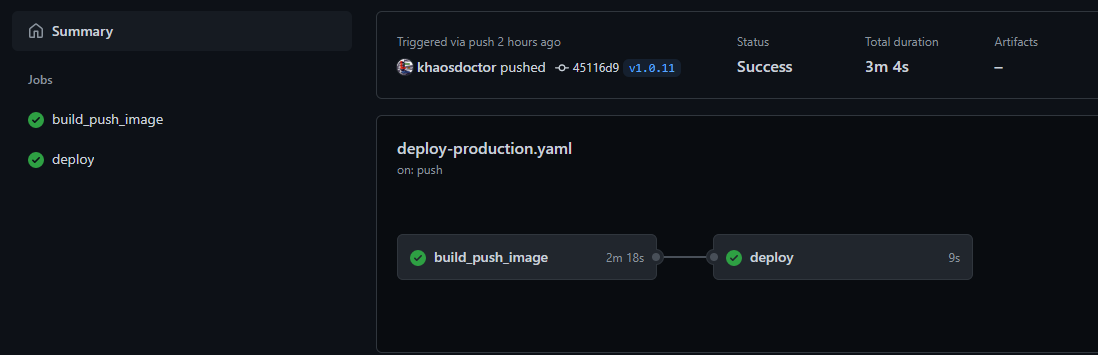 Summary
Jobs
build_push_image
deploy
Triggered via push 2 hours ago
khaosdoctor pushed 45116d9 v1.0.11
Status
Success
Total duration
3m 4s
Artifacts
–
deploy-production.yaml
on: push
build_push_image 2m 18s
deploy 9s